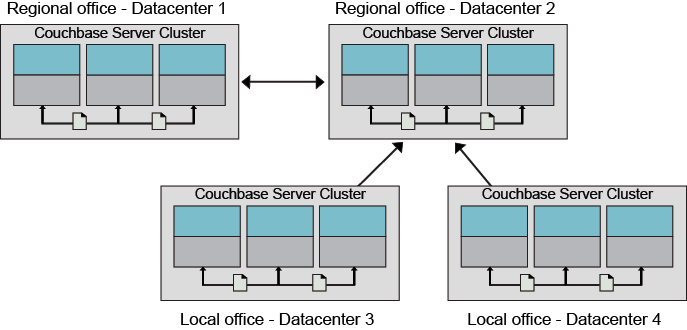 Regional office - Datacenter 1
Regional office - Datacenter 2
Couchbase Server Cluster
Couchbase Server Cluster
Couchbase Server Cluster
Couchbase Server Cluster
Local office - Datacenter 3
Local office - Datacenter 4